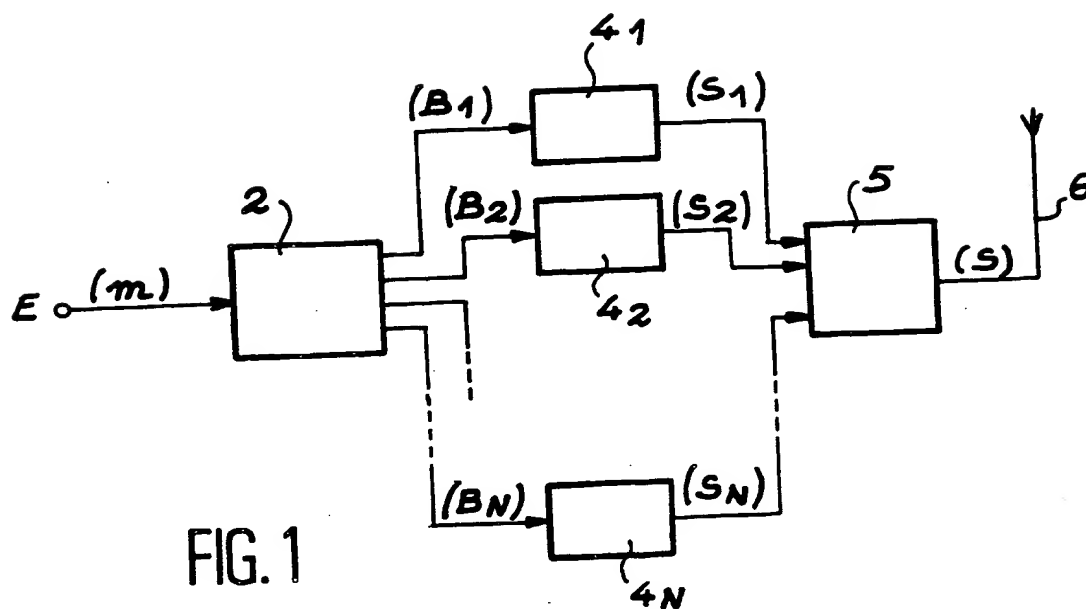 41
(B1)
(S1)
2
(B2)
(S2)
5
6
(m)
(S)
E
42
(BN)
(SN)
4N
FIG. 1